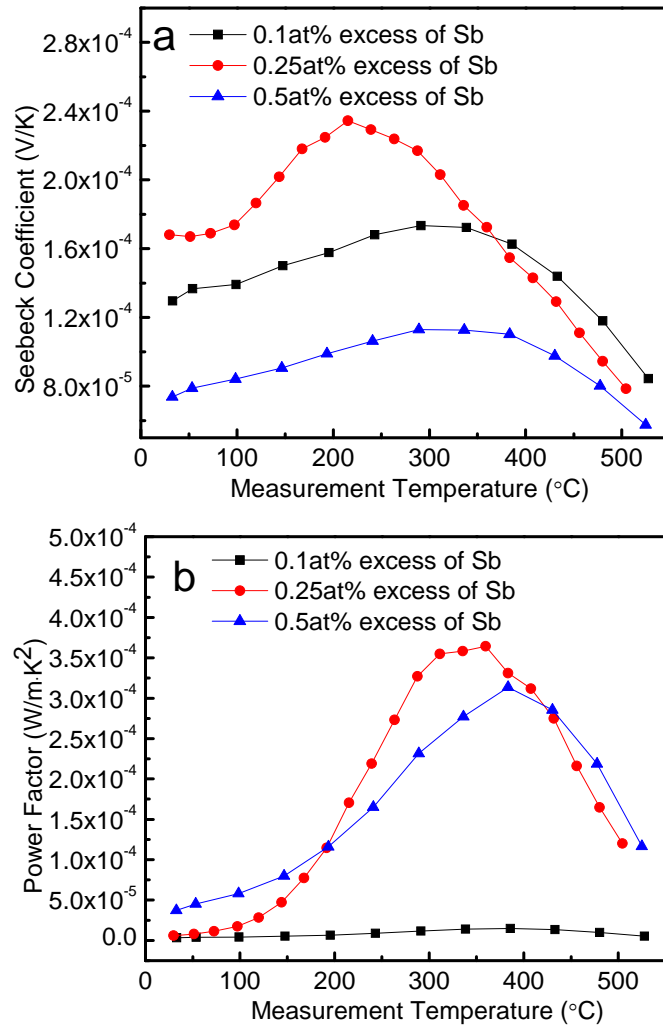 a
0.1at% excess of Sb
0.25at% excess of Sb
0.5at% excess of Sb
2.8x10⁻⁴
2.4x10⁻⁴
2.0x10⁻⁴
1.6x10⁻⁴
1.2x10⁻⁴
8.0x10⁻⁵
Seebeck Coefficient (V/K)
0 100 200 300 400 500
Measurement Temperature (°C)
b
0.1at% excess of Sb
0.25at% excess of Sb
0.5at% excess of Sb
5.0x10⁻⁴
4.5x10⁻⁴
4.0x10⁻⁴
3.5x10⁻⁴
3.0x10⁻⁴
2.5x10⁻⁴
2.0x10⁻⁴
1.5x10⁻⁴
1.0x10⁻⁴
5.0x10⁻⁵
0.0
Power Factor (W/m·K²)
0 100 200 300 400 500
Measurement Temperature (°C)